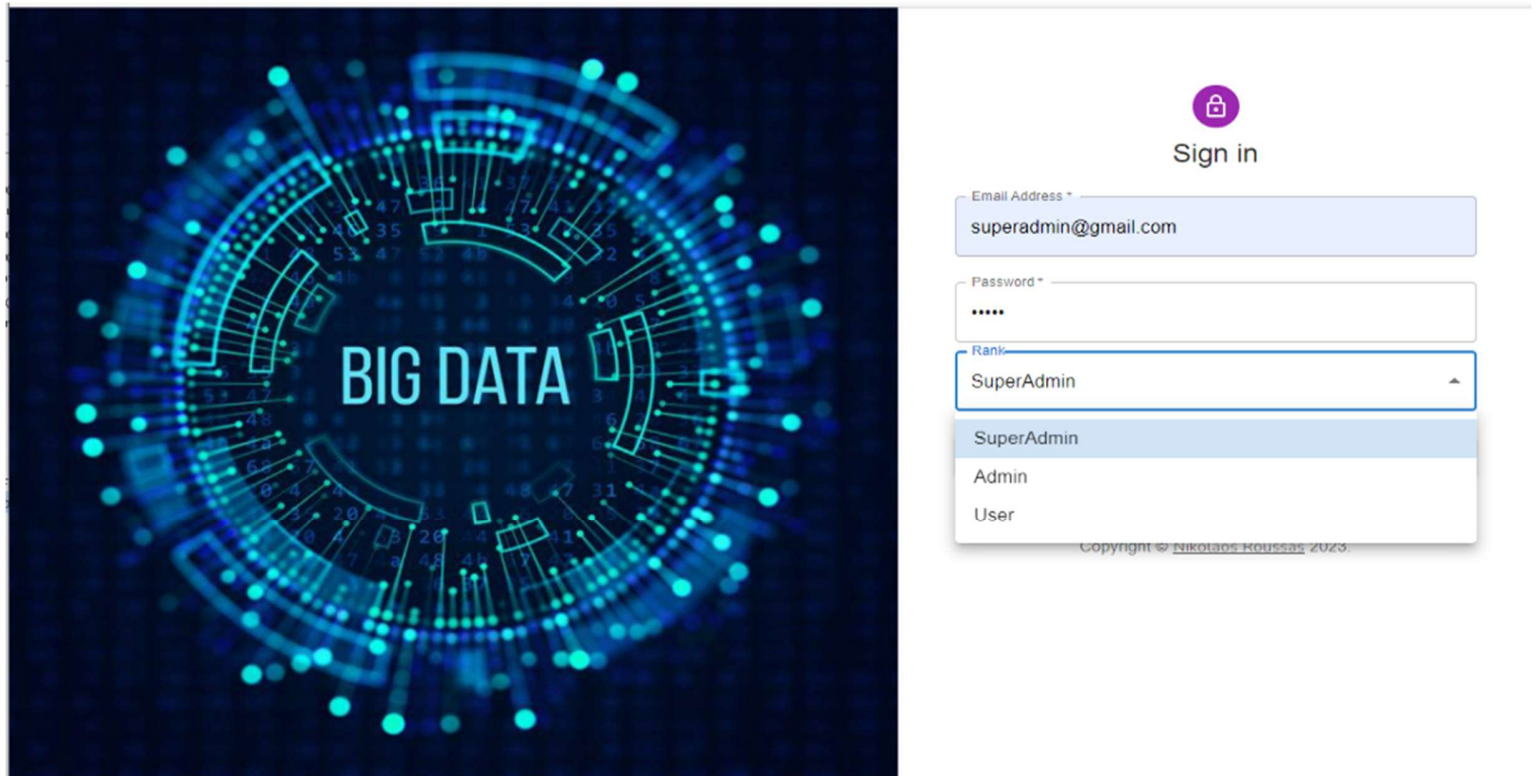 BIG DATA
Sign in
Email Address *
superadmin@gmail.com
Password *
•••••
Rank
SuperAdmin
SuperAdmin
Admin
User
Copyright © Nikolaos Roussas 2023.